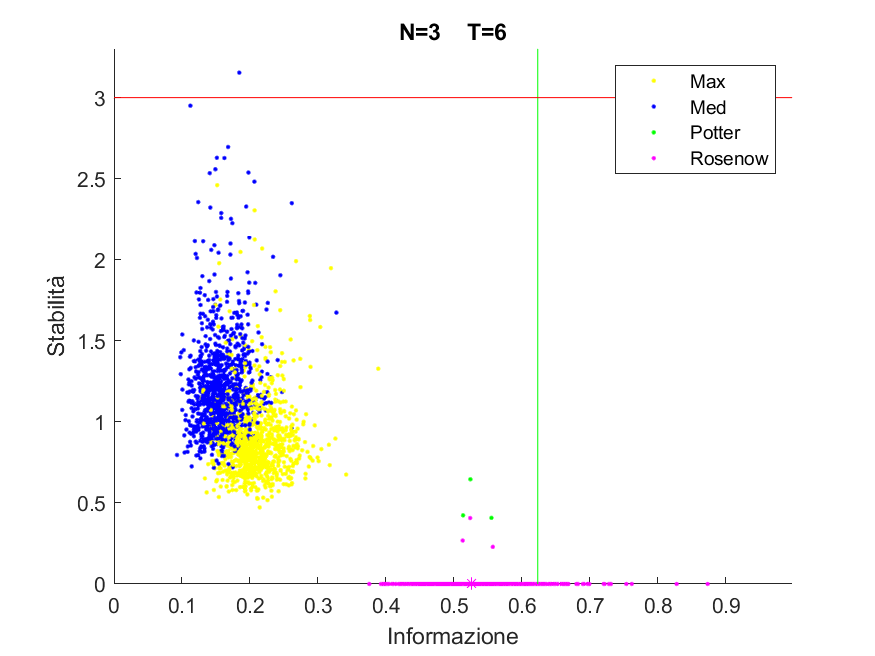 N=3 T=6
Max
Med
Potter
Rosenow
3
2.5
2
1.5
1
0.5
0
Stabilità
0 0.1 0.2 0.3 0.4 0.5 0.6 0.7 0.8 0.9
Informazione